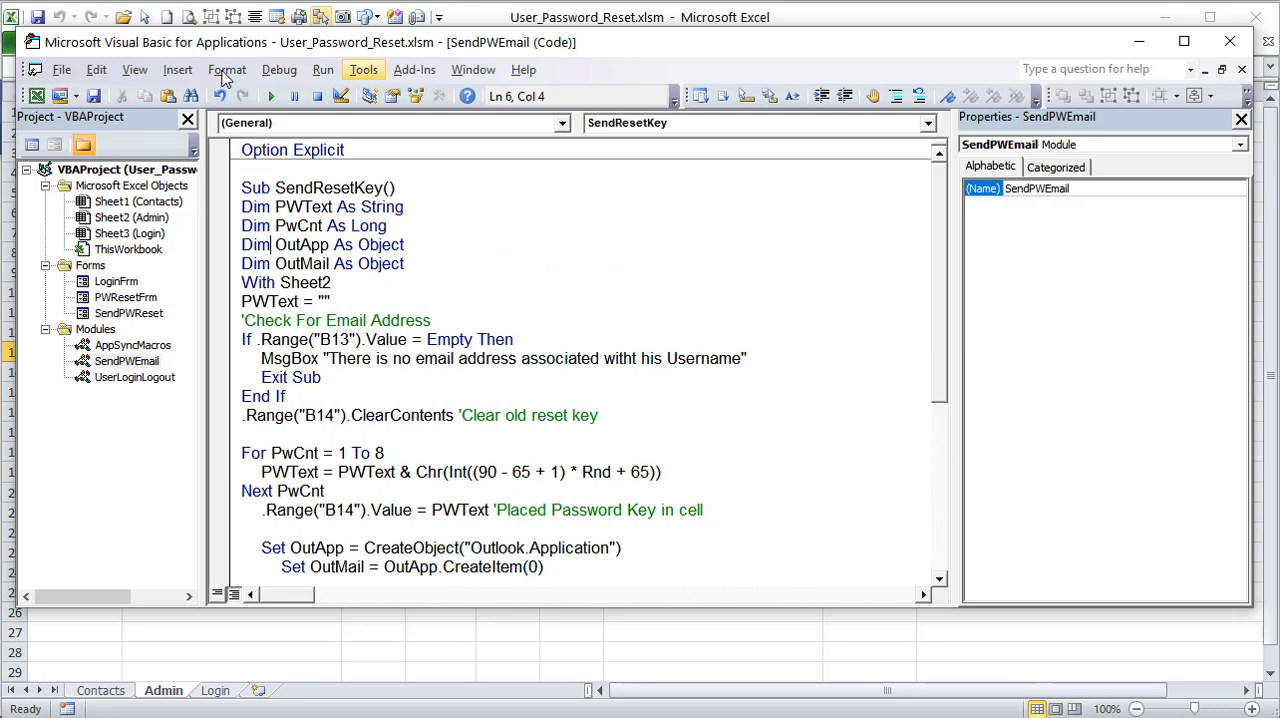 User_Password_Reset.xlsm - Microsoft Excel
Microsoft Visual Basic for Applications - User_Password_Reset.xlsm - [SendPWEmail (Code)]
File Edit View Insert Format Debug Run Tools Add-Ins Window Help Type a question for help
Ln 6, Col 4
Project - VBAProject
VBAProject (User_Passw
Microsoft Excel Objects
Sheet1 (Contacts)
Sheet2 (Admin)
Sheet3 (Login)
ThisWorkbook
Forms
LoginFrm
PWResetFrm
SendPWReset
Modules
AppSyncMacros
SendPWEmail
UserLoginLogout
(General) SendResetKey
Option Explicit
Sub SendResetKey()
Dim PWText As String
Dim PwCnt As Long
Dim OutApp As Object
Dim OutMail As Object
With Sheet2
PWText = ""
'Check For Email Address
If .Range("B13").Value = Empty Then
MsgBox "There is no email address associated witht his Username"
Exit Sub
End If
.Range("B14").ClearContents 'Clear old reset key
For PwCnt = 1 To 8
PWText = PWText & Chr(Int((90 - 65 + 1) * Rnd + 65))
Next PwCnt
.Range("B14").Value = PWText 'Placed Password Key in cell
Set OutApp = CreateObject("Outlook.Application")
Set OutMail = OutApp.CreateItem(0)
Properties - SendPWEmail
SendPWEmail Module
Alphabetic Categorized
(Name) SendPWEmail
26
27
28
29
Contacts Admin Login
Ready 100%